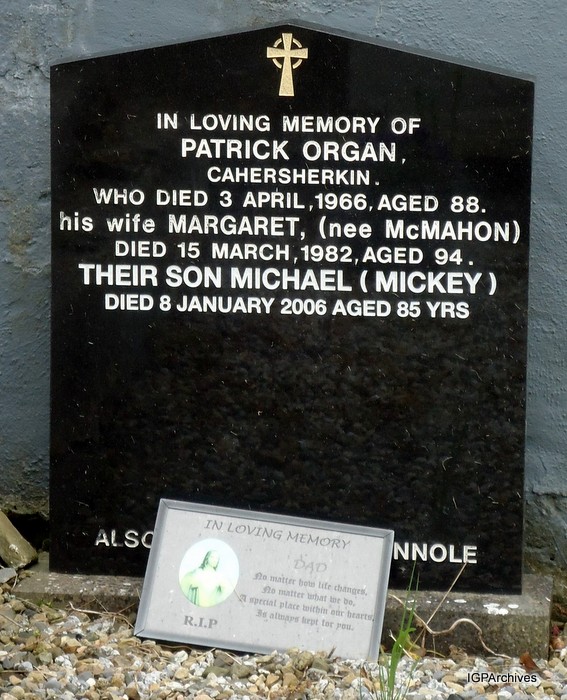 IN LOVING MEMORY OF
PATRICK ORGAN,
CAHERSHERKIN.
WHO DIED 3 APRIL,1966, AGED 88.
his wife MARGARET, (nee McMAHON)
DIED 15 MARCH,1982, AGED 94.
THEIR SON MICHAEL (MICKEY)
DIED 8 JANUARY 2006 AGED 85 YRS
ALSO NNOLE
IN LOVING MEMORY
DAD
No matter how life changes,
No matter what we do,
A special place within our hearts,
Is always kept for you.
R.I.P
IGPArchives